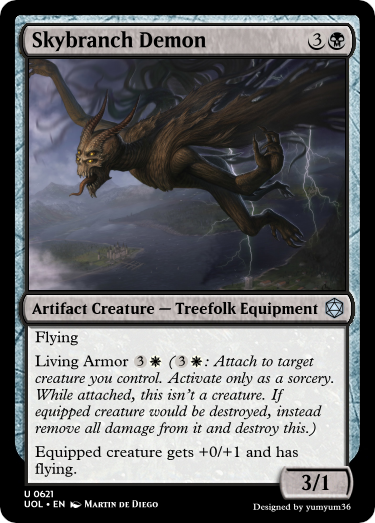 Skybranch Demon 3
Artifact Creature — Treefolk Equipment
Flying
Living Armor 3 (3: Attach to target
creature you control. Activate only as a sorcery.
While attached, this isn't a creature. If
equipped creature would be destroyed, instead
remove all damage from it and destroy this.)
Equipped creature gets +0/+1 and has
flying.
3/1
U 0621
UOL • EN Martin de Diego
Designed by yumyum36